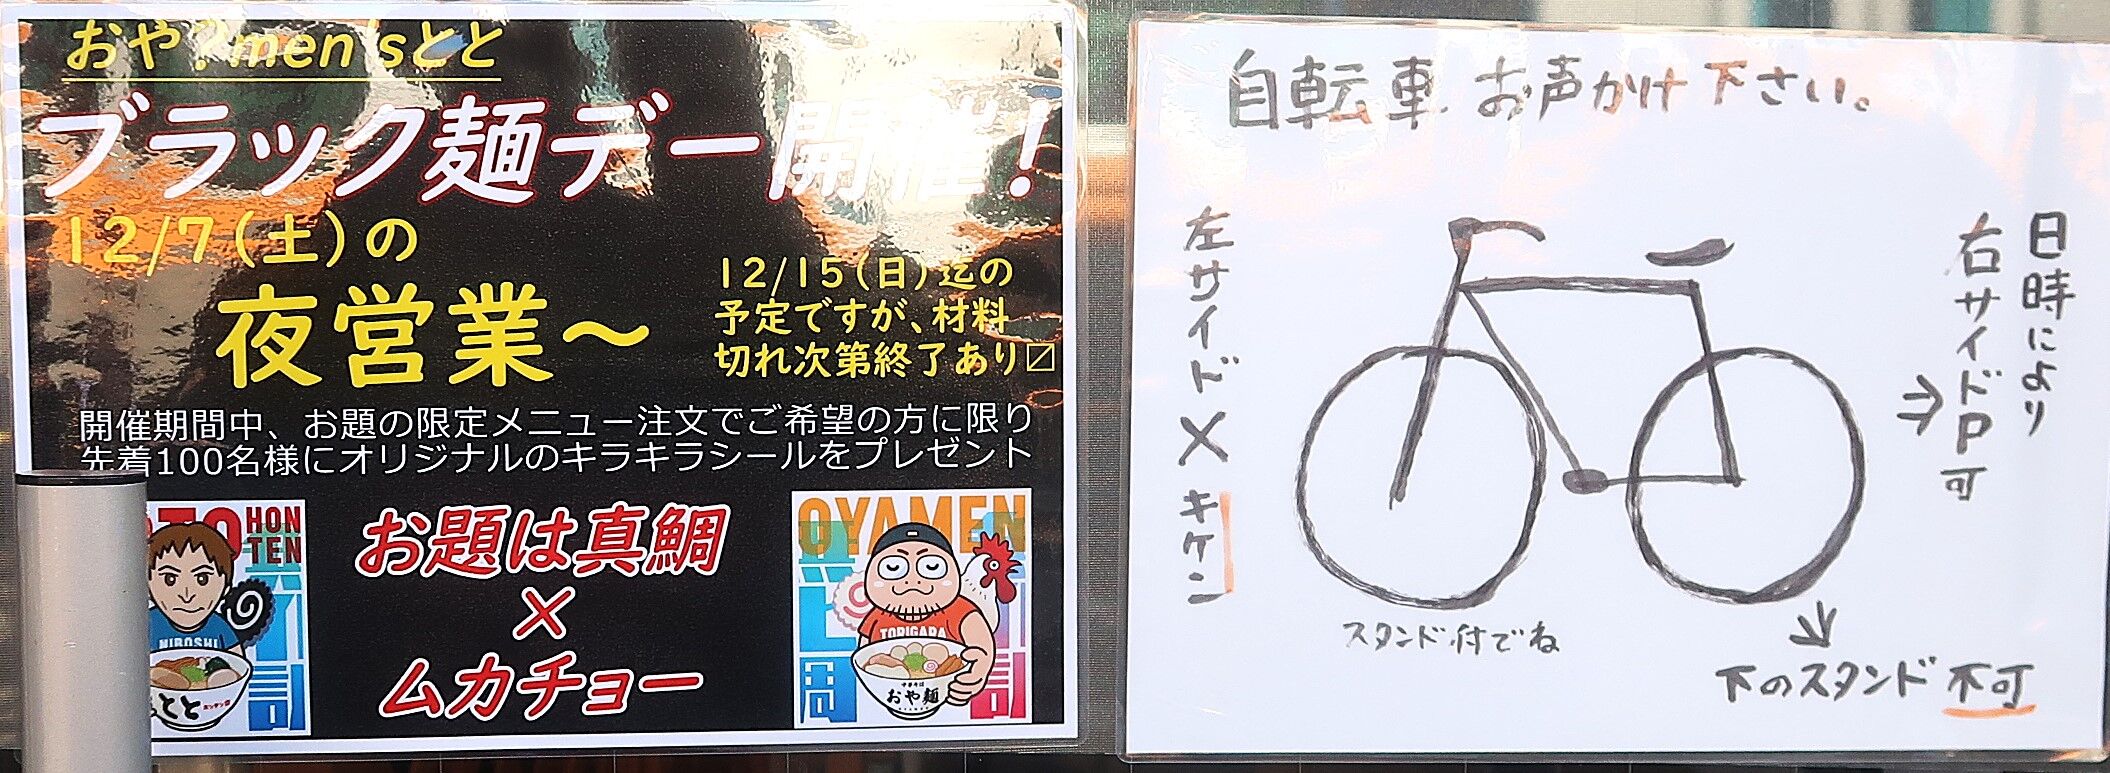 おや?men'sとと
ブラック麺デー開催!
12/7(土)の
夜営業～
12/15(日)迄の
予定ですが、材料
切れ次第終了あり〼
開催期間中、お題の限定メニュー注文でご希望の方に限り
先着100名様にオリジナルのキラキラシールをプレゼント
お題は真鯛
×
ムカチョー
HON
TEN
HIROSHI
とと
OYAMEN
TORIGARA
おや麺
自転車 お声かけ下さい。
左サイド× キケン
日時により
右サイドP可
スタンド付でね
下のスタンド不可